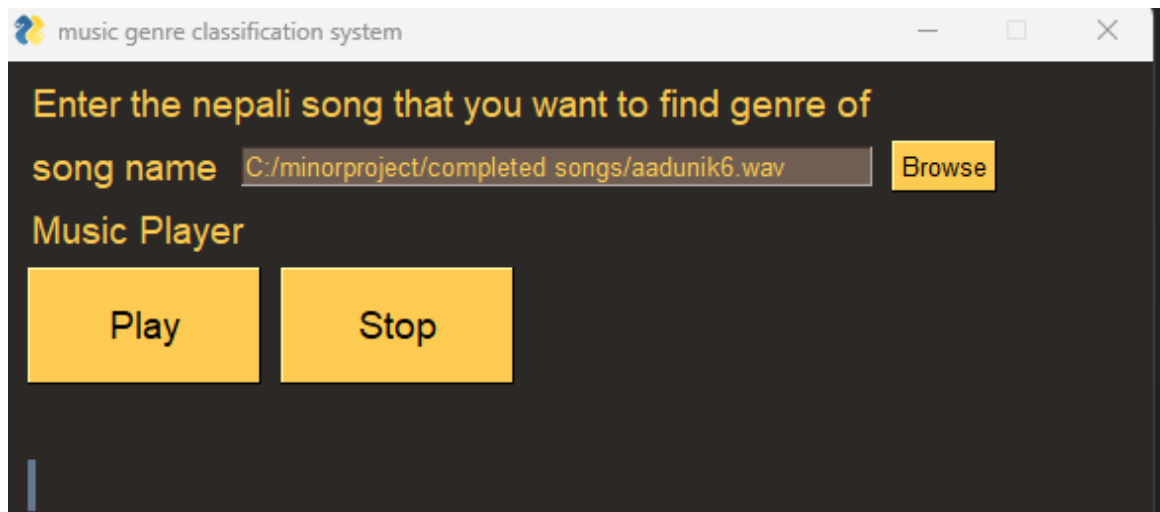 music genre classification system
Enter the nepali song that you want to find genre of
song name C:/minorproject/completed songs/aadunik6.wav Browse
Music Player
Play Stop